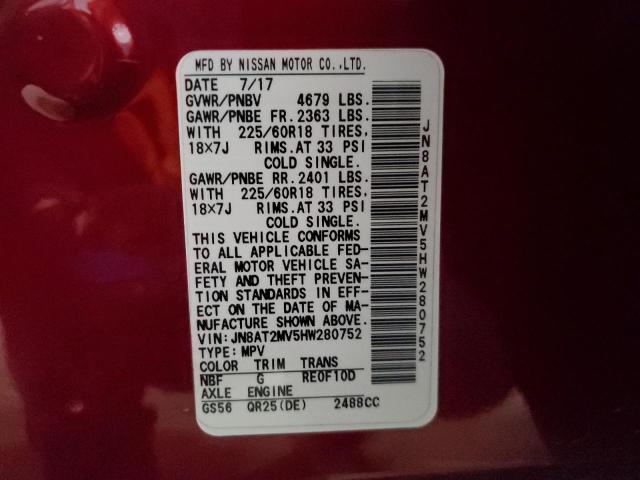 MFD BY NISSAN MOTOR CO.,LTD.
DATE 7/17
GVWR/PNBV 4679 LBS.
GAWR/PNBE FR.2363 LBS.
WITH 225/60R18 TIRES,
18X7J RIMS.AT 33 PSI
COLD SINGLE.
GAWR/PNBE RR.2401 LBS.
WITH 225/60R18 TIRES,
18X7J RIMS.AT 33 PSI
COLD SINGLE.
THIS VEHICLE CONFORMS
TO ALL APPLICABLE FED-
ERAL MOTOR VEHICLE SA-
FETY AND THEFT PREVEN-
TION STANDARDS IN EFF-
ECT ON THE DATE OF MA-
NUFACTURE SHOWN ABOVE.
VIN:JN8AT2MV5HW280752
TYPE:MPV
COLOR TRIM TRANS
NBF G RE0F10D
AXLE ENGINE
GS56 QR25(DE) 2488CC
JN8AT2MV5HW280752